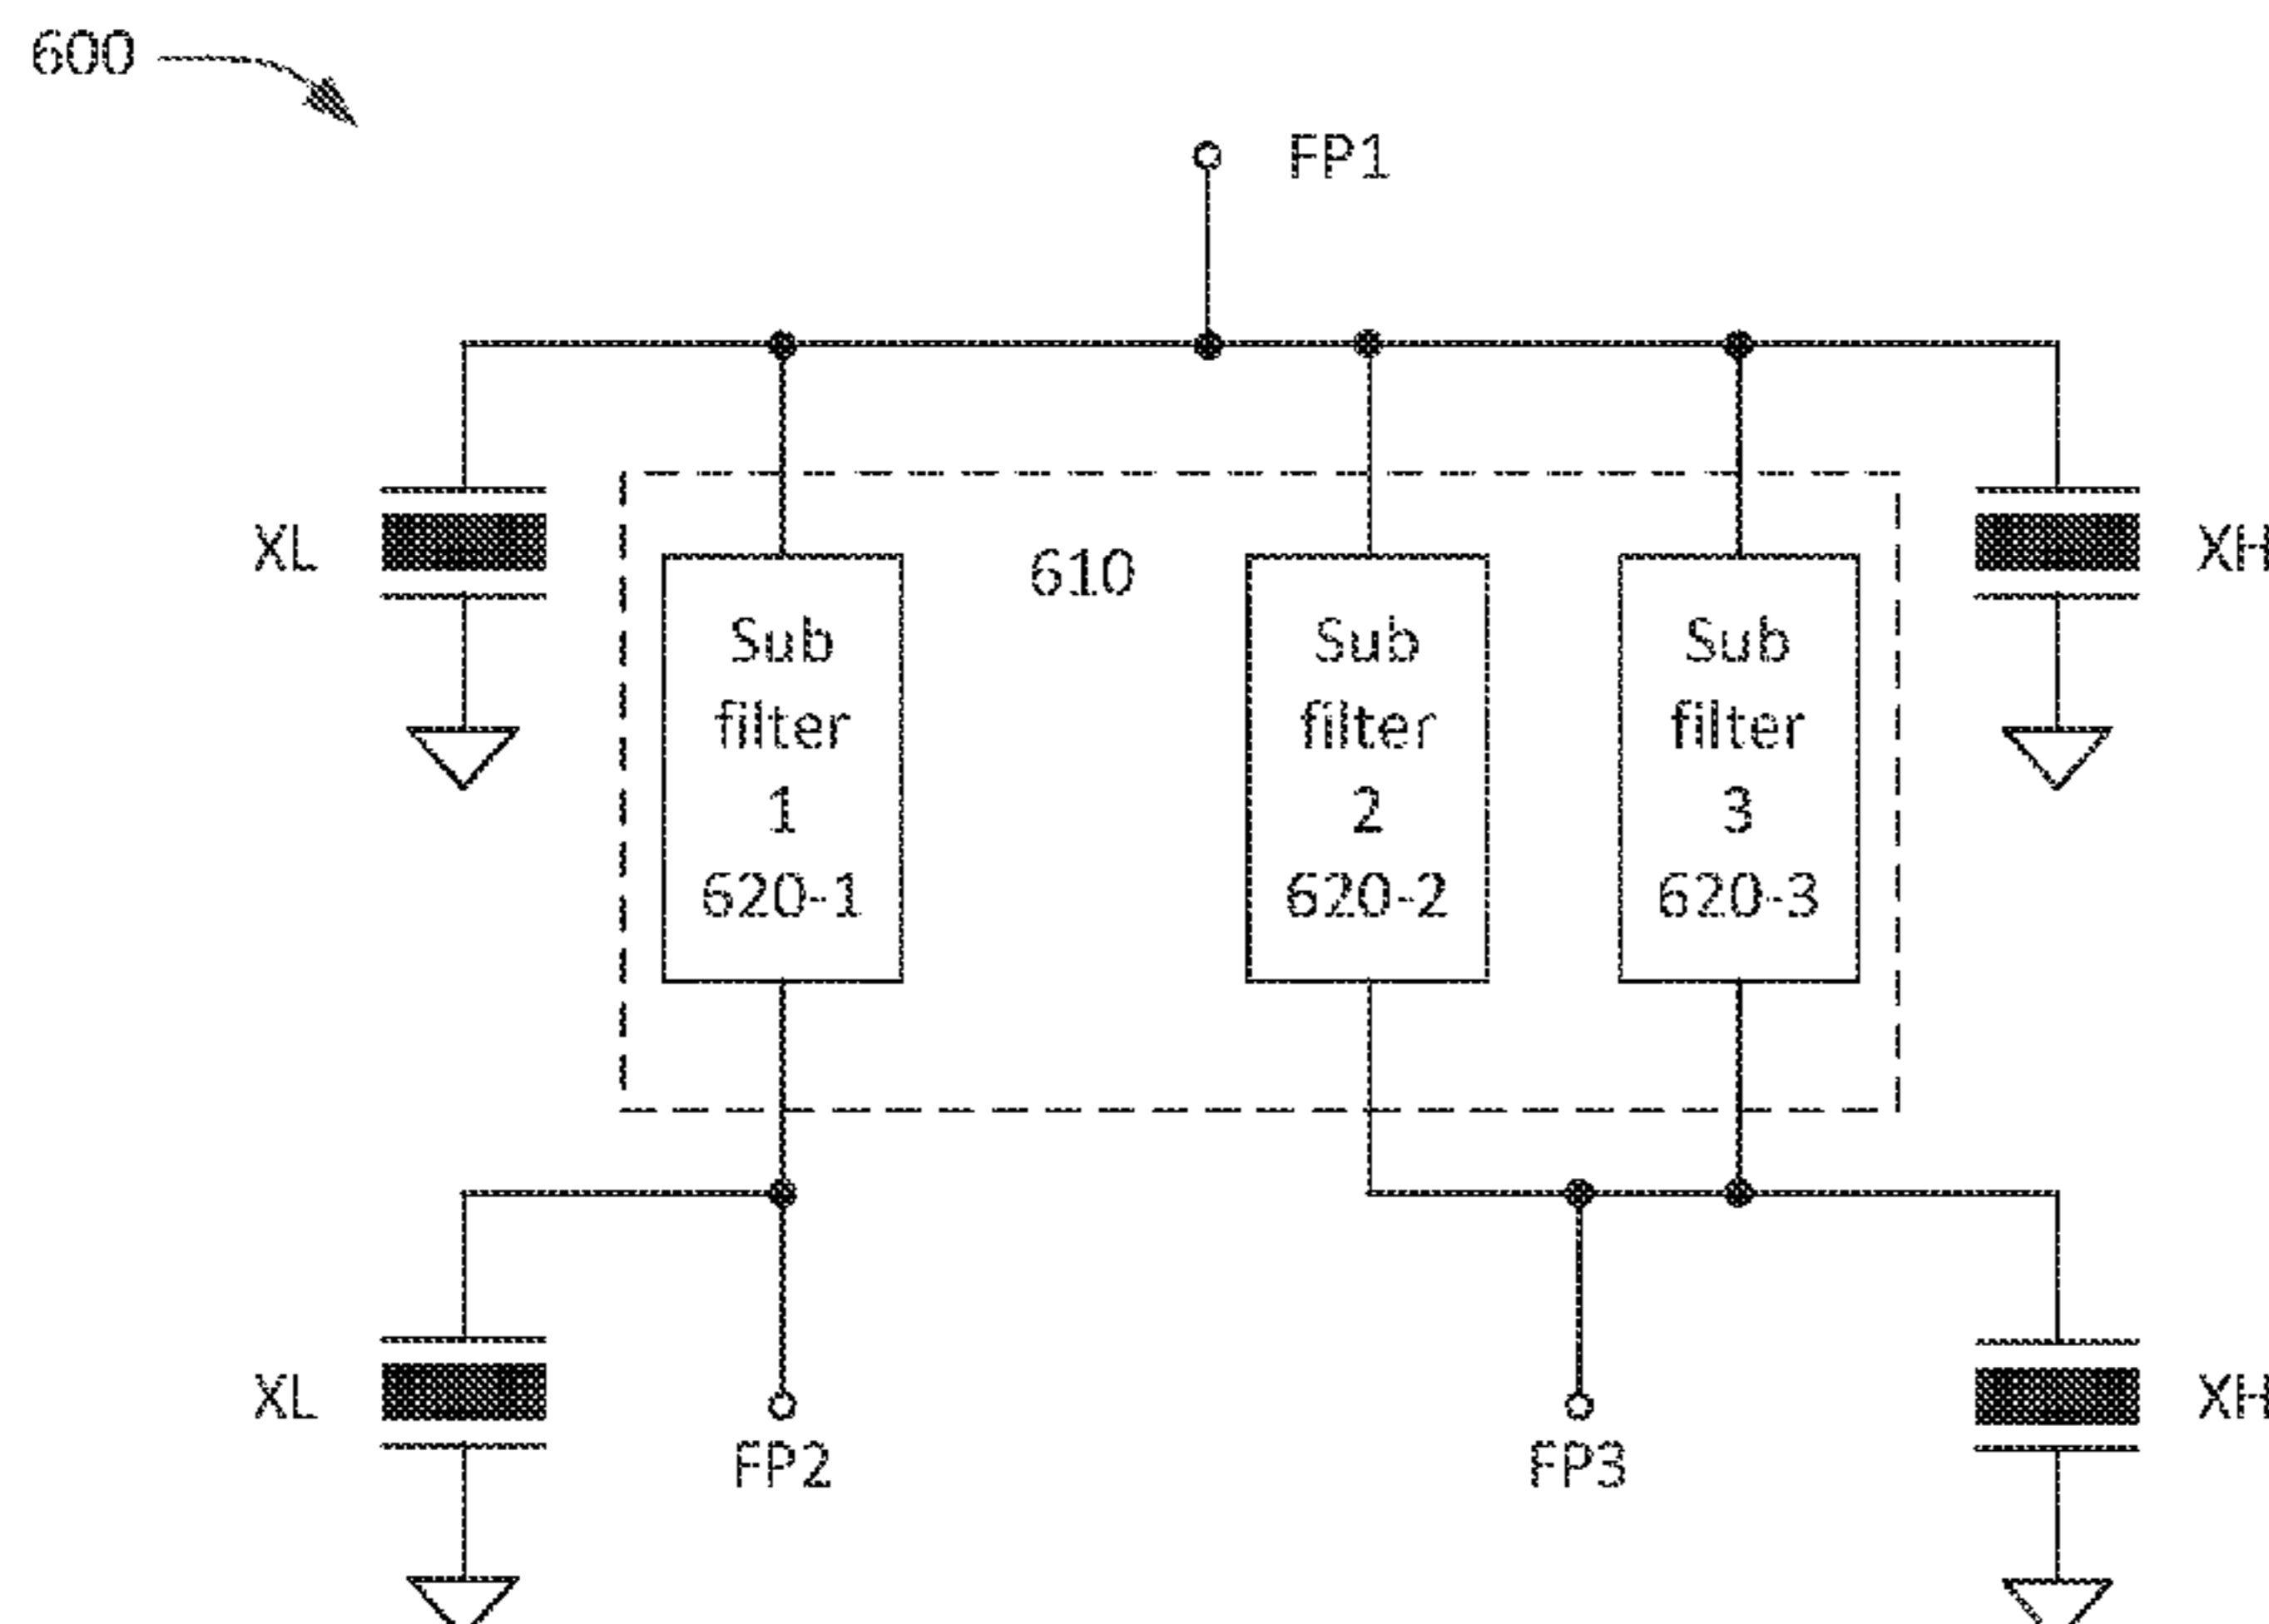 600
FP1
XL
610
XH
Sub
filter
1
620-1
Sub
filter
2
620-2
Sub
filter
3
620-3
XL
FP2
FP3
XH